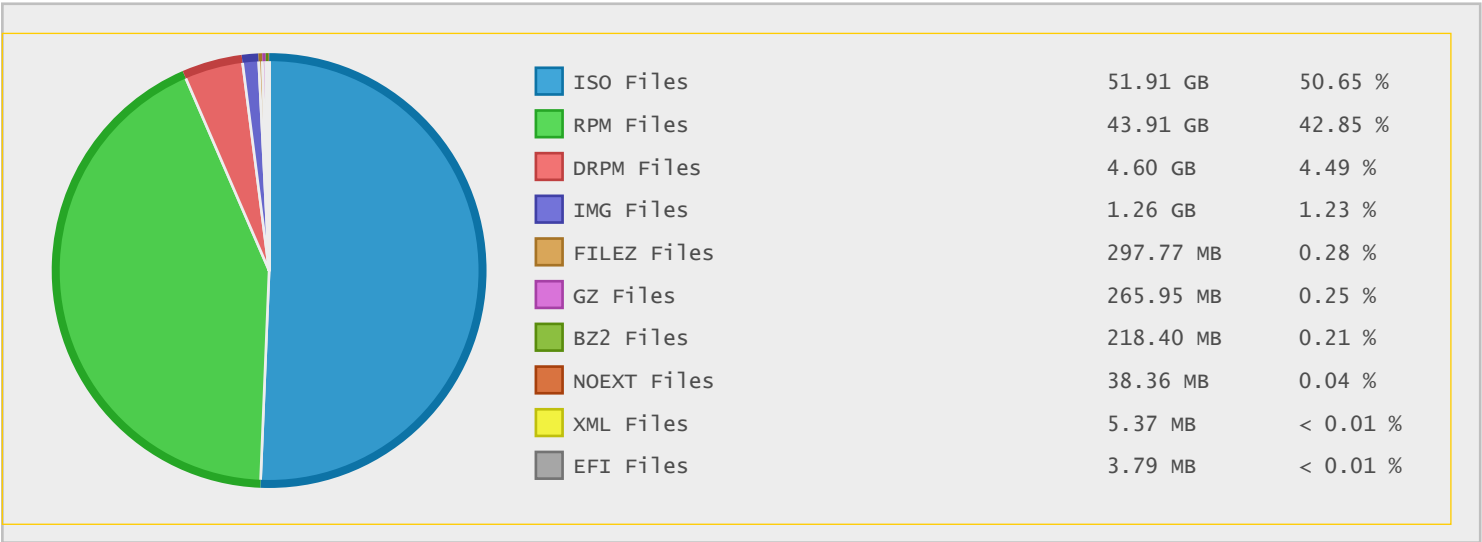 ISO Files 51.91 GB 50.65 %
RPM Files 43.91 GB 42.85 %
DRPM Files 4.60 GB 4.49 %
IMG Files 1.26 GB 1.23 %
FILEZ Files 297.77 MB 0.28 %
GZ Files 265.95 MB 0.25 %
BZ2 Files 218.40 MB 0.21 %
NOEXT Files 38.36 MB 0.04 %
XML Files 5.37 MB < 0.01 %
EFI Files 3.79 MB < 0.01 %